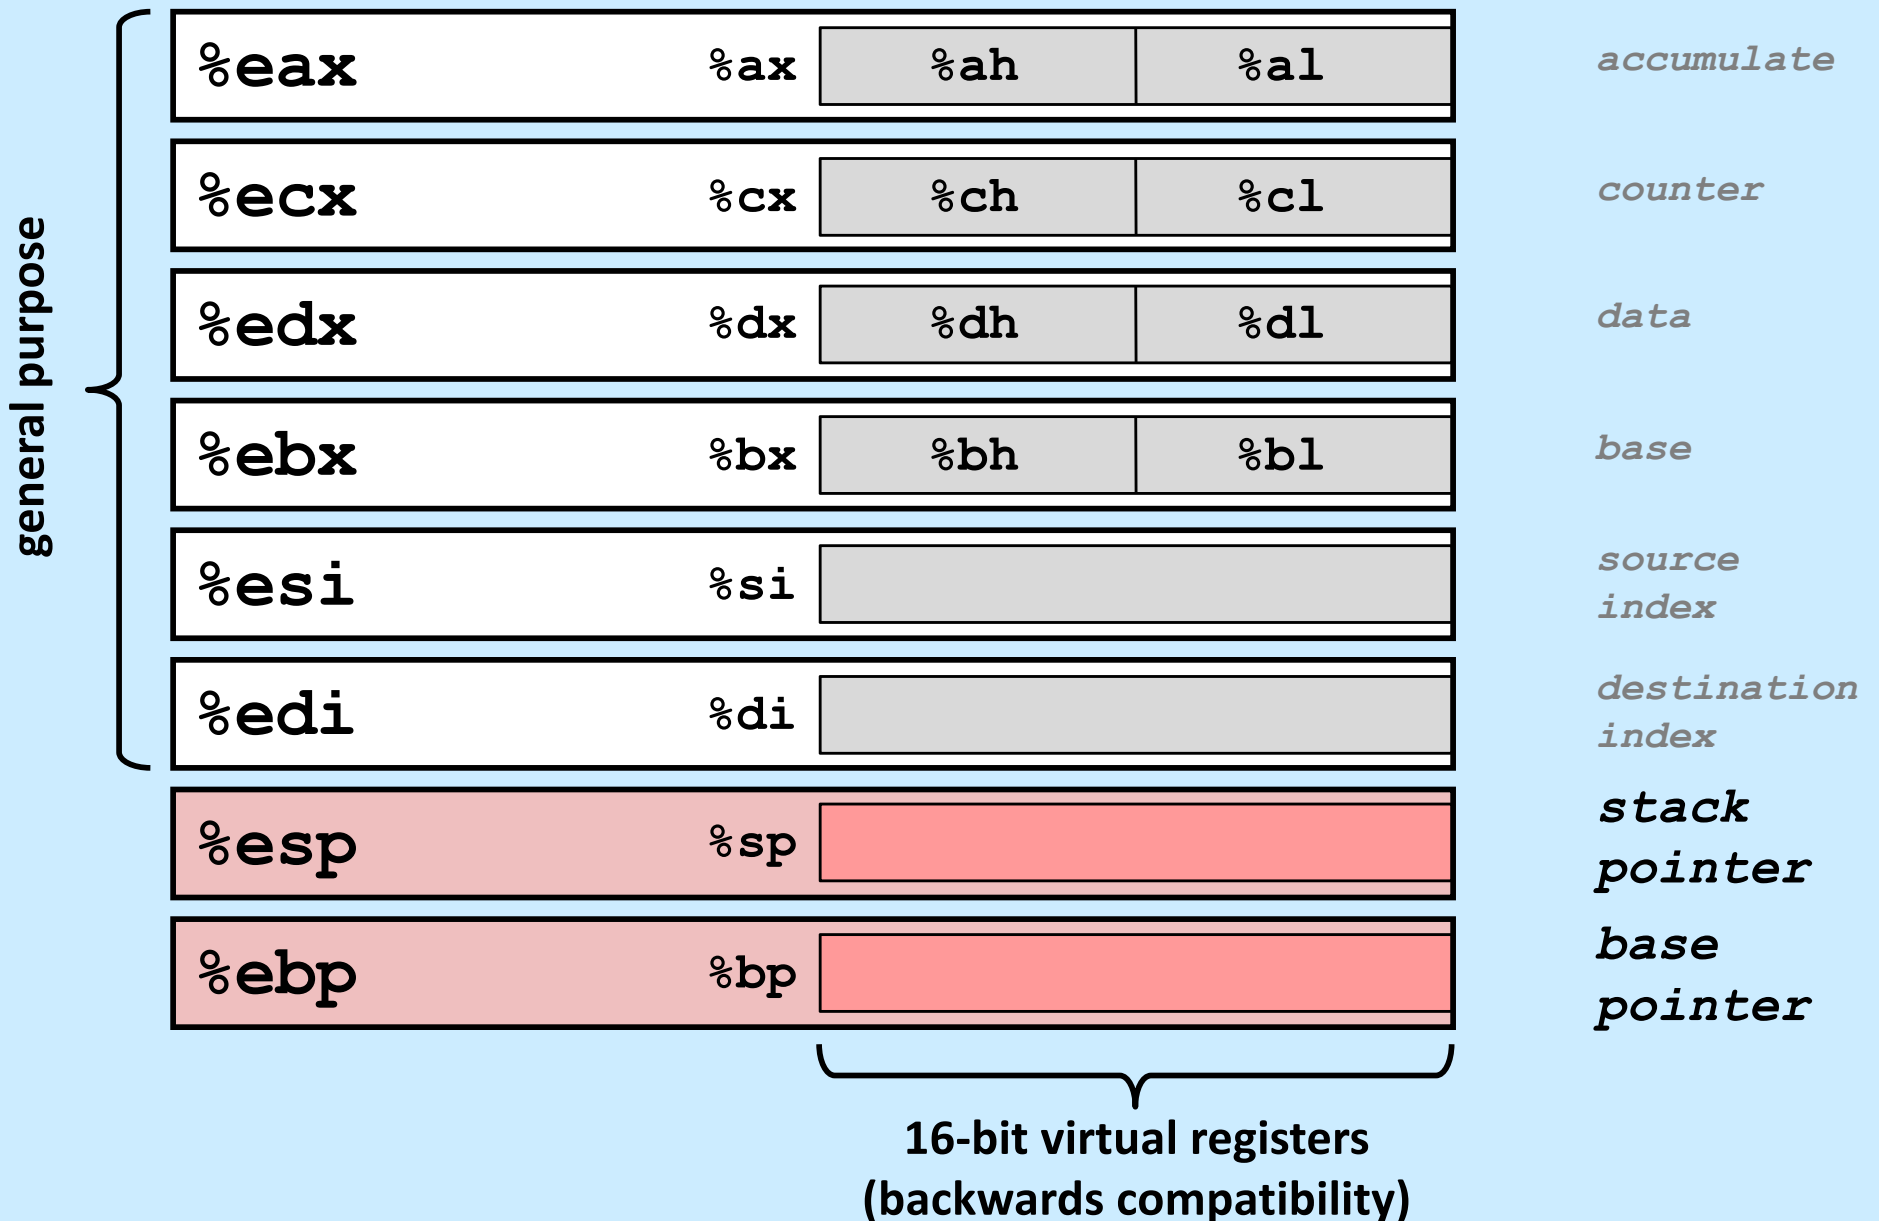 general purpose
%eax %ax %ah %al accumulate
%ecx %cx %ch %cl counter
%edx %dx %dh %dl data
%ebx %bx %bh %bl base
%esi %si source
index
%edi %di destination
index
%esp %sp stack
pointer
%ebp %bp base
pointer
16-bit virtual registers
(backwards compatibility)